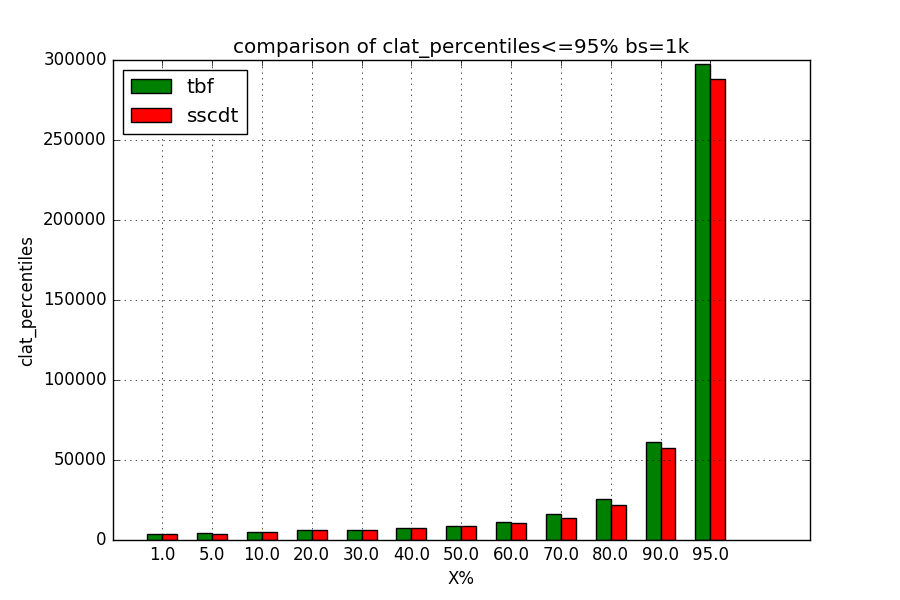 comparison of clat_percentiles<=95% bs=1k
300000
250000
200000
150000
100000
50000
0
clat_percentiles
tbf
sscdt
1.0 5.0 10.0 20.0 30.0 40.0 50.0 60.0 70.0 80.0 90.0 95.0
X%